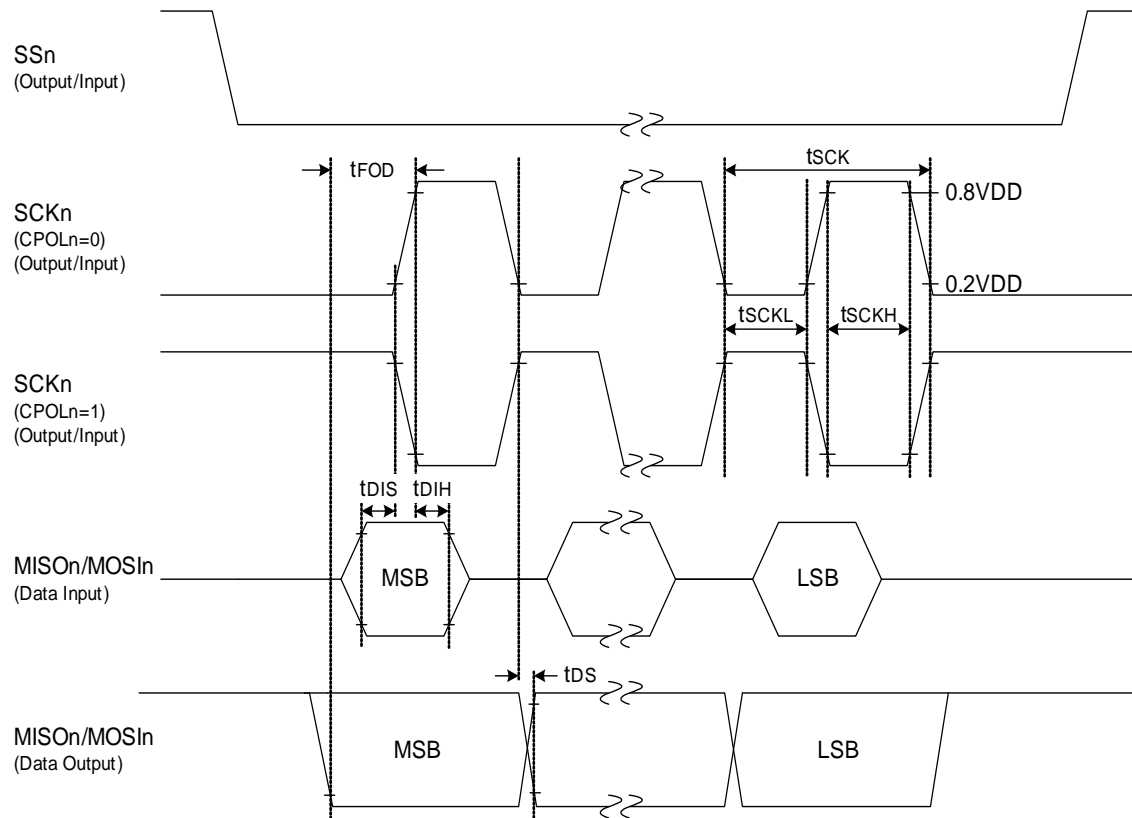 SSn
(Output/Input)
tFOD
tSCK
SCKn
(CPOLn=0)
(Output/Input)
0.8VDD
0.2VDD
tSCKL
tSCKH
SCKn
(CPOLn=1)
(Output/Input)
tDIS
tDIH
MISOn/MOSIn
(Data Input)
MSB
LSB
tDS
MISOn/MOSIn
(Data Output)
MSB
LSB